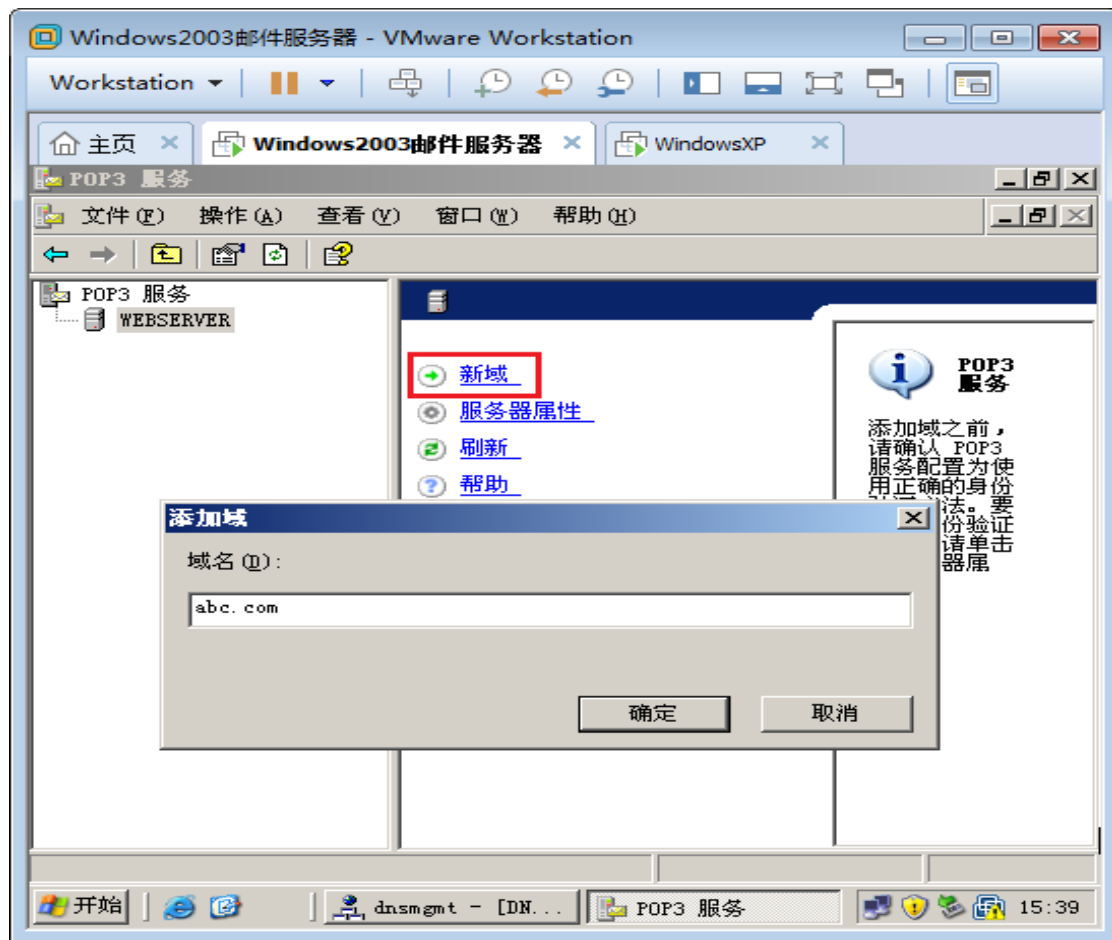 Windows2003邮件服务器 - VMware Workstation
Workstation
主页
Windows2003邮件服务器
WindowsXP
POP3 服务
文件(F) 操作(A) 查看(V) 窗口(W) 帮助(H)
POP3 服务
WEBSERVER
新域
服务器属性
刷新
帮助
POP3
服务
添加域之前，
请确认 POP3
服务配置为使
用正确的身份
法。要
份验证
请单击
器属
添加域
域名(D):
abc.com
确定
取消
开始
dnsmgmt - [DN...
POP3 服务
15:39